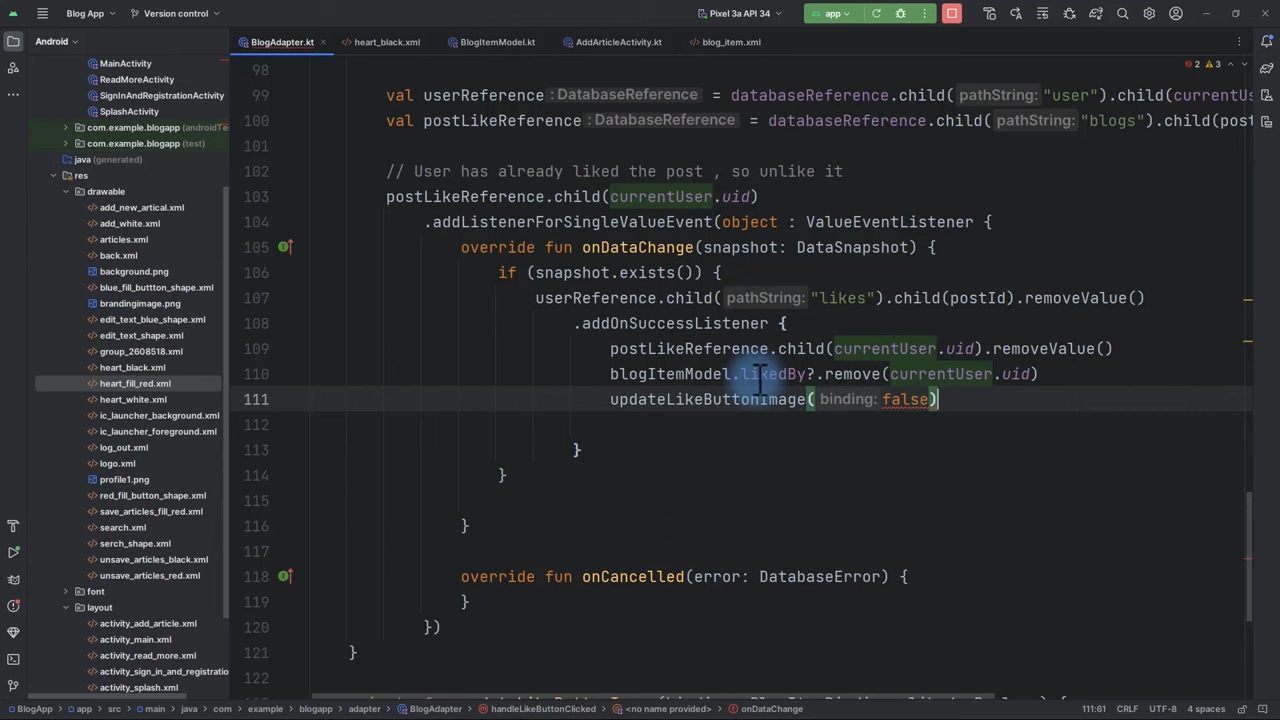 Blog App
Version control
Pixel 3a API 34
app
Android
BlogAdapter.kt
heart_black.xml
BlogItemModel.kt
AddArticleActivity.kt
blog_item.xml
MainActivity
ReadMoreActivity
SignInAndRegistrationActivity
SplashActivity
com.example.blogapp (androidTes
com.example.blogapp (test)
java (generated)
res
drawable
add_new_artical.xml
add_white.xml
articles.xml
back.xml
background.png
blue_fill_buttton_shape.xml
brandingimage.png
edit_text_blue_shape.xml
edit_text_shape.xml
group_2608518.xml
heart_black.xml
heart_fill_red.xml
heart_white.xml
ic_launcher_background.xml
ic_launcher_foreground.xml
log_out.xml
logo.xml
profile1.png
red_fill_button_shape.xml
save_articles_fill_red.xml
search.xml
serch_shape.xml
unsave_articles_black.xml
unsave_articles_red.xml
font
layout
activity_add_article.xml
activity_main.xml
activity_read_more.xml
activity_sign_in_and_registration
activity_splash.xml
2 3
98
99 val userReference : DatabaseReference = databaseReference.child( pathString: "user").child(currentUs
100 val postLikeReference : DatabaseReference = databaseReference.child( pathString: "blogs").child(post
101
102 // User has already liked the post , so unlike it
103 postLikeReference.child(currentUser.uid)
104 .addListenerForSingleValueEvent(object : ValueEventListener {
105 override fun onDataChange(snapshot: DataSnapshot) {
106 if (snapshot.exists()) {
107 userReference.child( pathString: "likes").child(postId).removeValue()
108 .addOnSuccessListener {
109 postLikeReference.child(currentUser.uid).removeValue()
110 blogItemModel.likedBy?.remove(currentUser.uid)
111 updateLikeButtonImage( binding: false)
112
113 }
114 }
115
116 }
117
118 override fun onCancelled(error: DatabaseError) {
119 }
120 })
121 }
122
BlogApp
app
src
main
java
com
example
blogapp
adapter
BlogAdapter
handleLikeButtonClicked
<no name provided>
onDataChange
111:61
CRLF
UTF-8
4 spaces